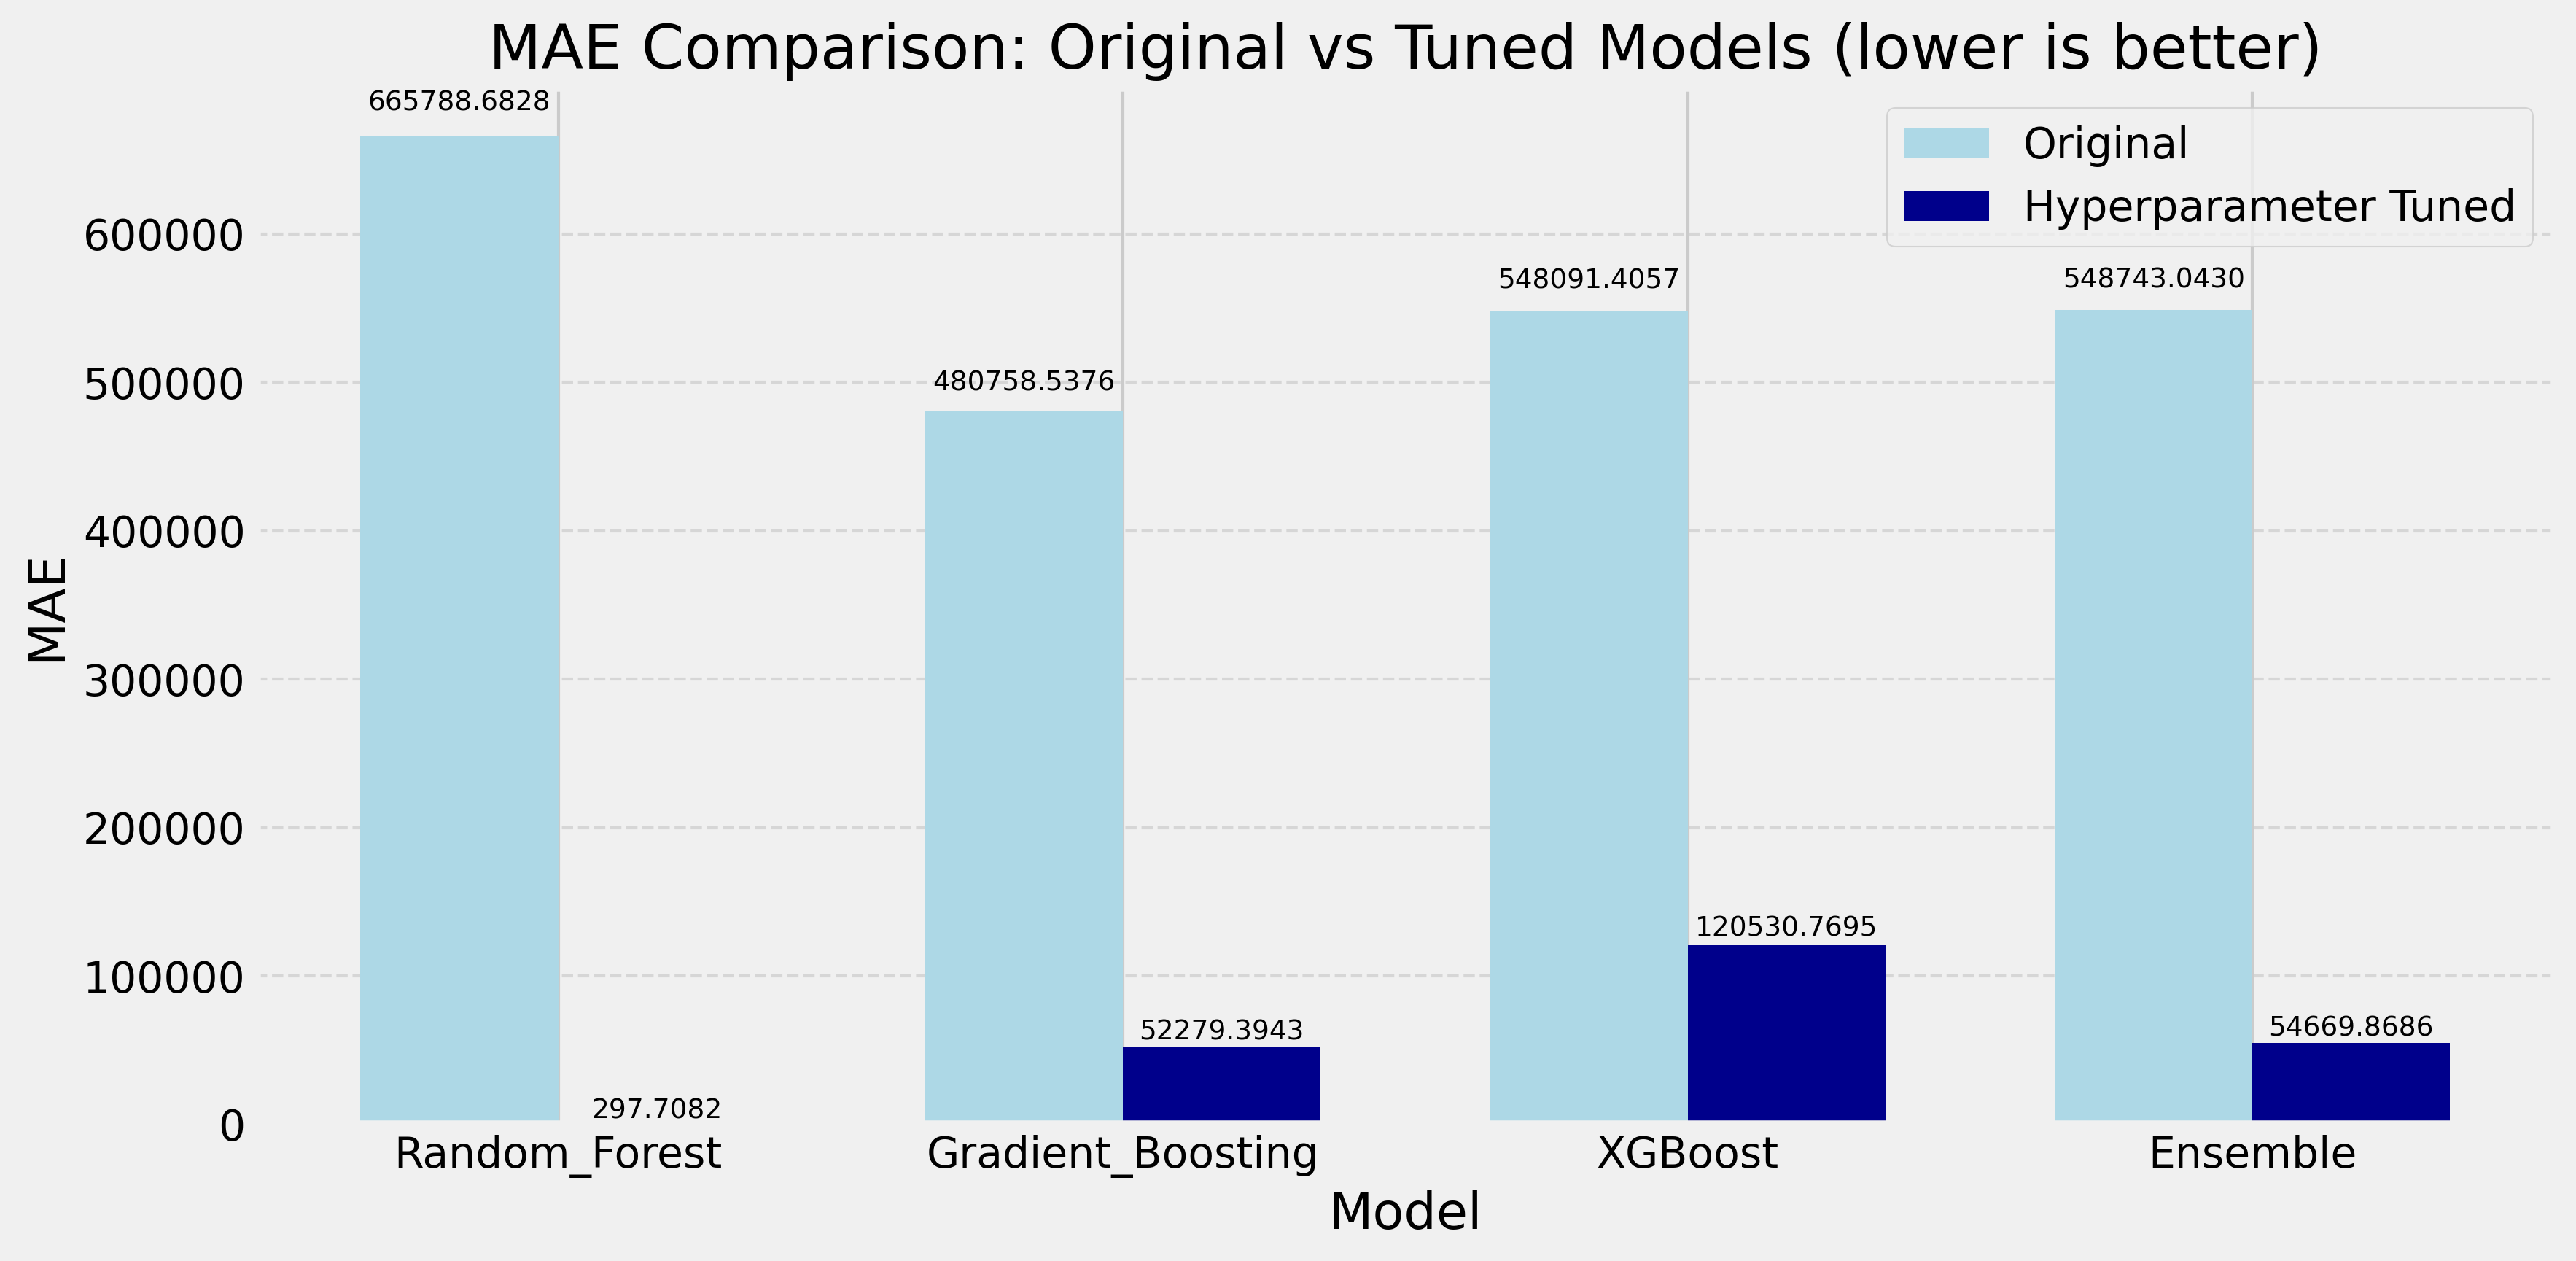 MAE Comparison: Original vs Tuned Models (lower is better)
665788.6828
Original
Hyperparameter Tuned
600000
548091.4057
548743.0430
500000
480758.5376
400000
MAE
300000
200000
120530.7695
100000
52279.3943
54669.8686
297.7082
0
Random_Forest
Gradient_Boosting
XGBoost
Ensemble
Model